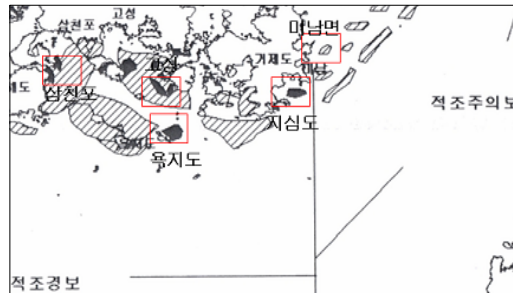 고성
삼천포
미남면
거제도
고성
삼천포
지심도
적조주의보
욕지도
적조경보